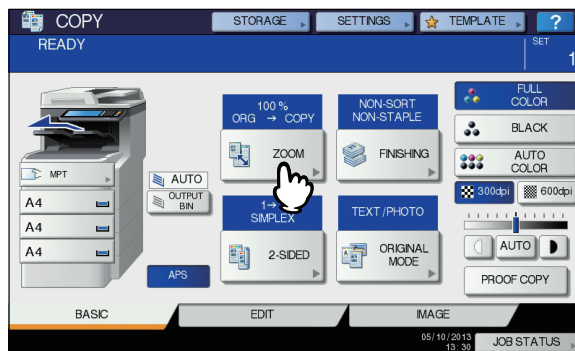 COPY
STORAGE
SETTINGS
TEMPLATE
?
READY
SET
1
100 %
ORG → COPY
NON-SORT
NON-STAPLE
FULL
COLOR
ZOOM
FINISHING
BLACK
MPT
AUTO
AUTO
COLOR
A4
OUTPUT
BIN
300dpi
600dpi
A4
1→
SIMPLEX
TEXT/PHOTO
A4
2-SIDED
ORIGINAL
MODE
AUTO
APS
PROOF COPY
BASIC
EDIT
IMAGE
05/10/2013
13:30
JOB STATUS